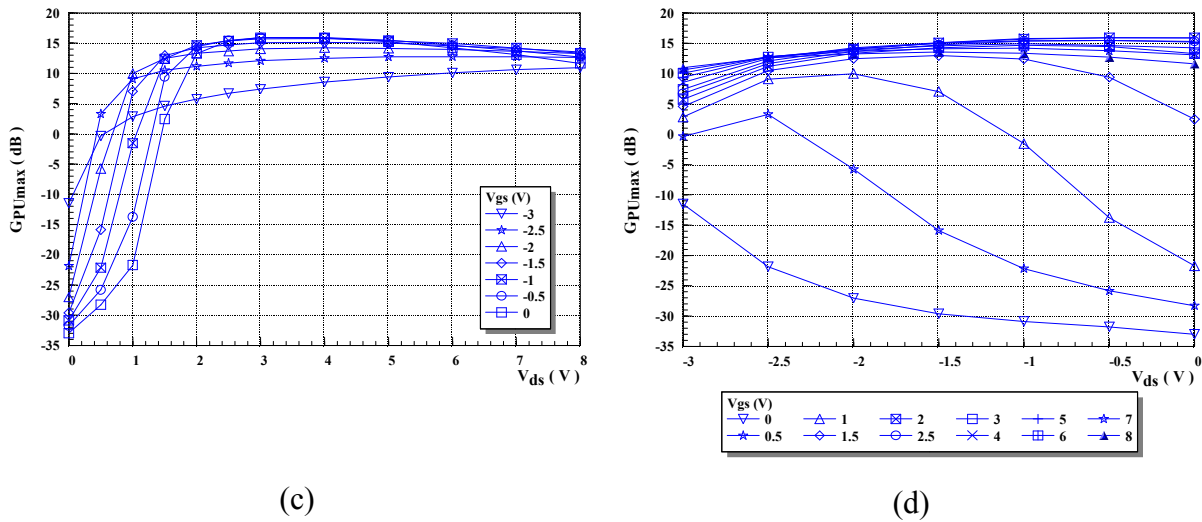 20
15
10
5
0
-5
-10
-15
-20
-25
-30
-35
GPUmax ( dB)
0 1 2 3 4 5 6 7 8
Vds ( V )
Vgs (V)
-3
-2.5
-2
-1.5
-1
-0.5
0
(c)
20
15
10
5
0
-5
-10
-15
-20
-25
-30
-35
GPUmax ( dB)
-3 -2.5 -2 -1.5 -1 -0.5 0
Vds ( V )
Vgs (V)
0 1 2 3 5 7
0.5 1.5 2.5 4 6 8
(d)